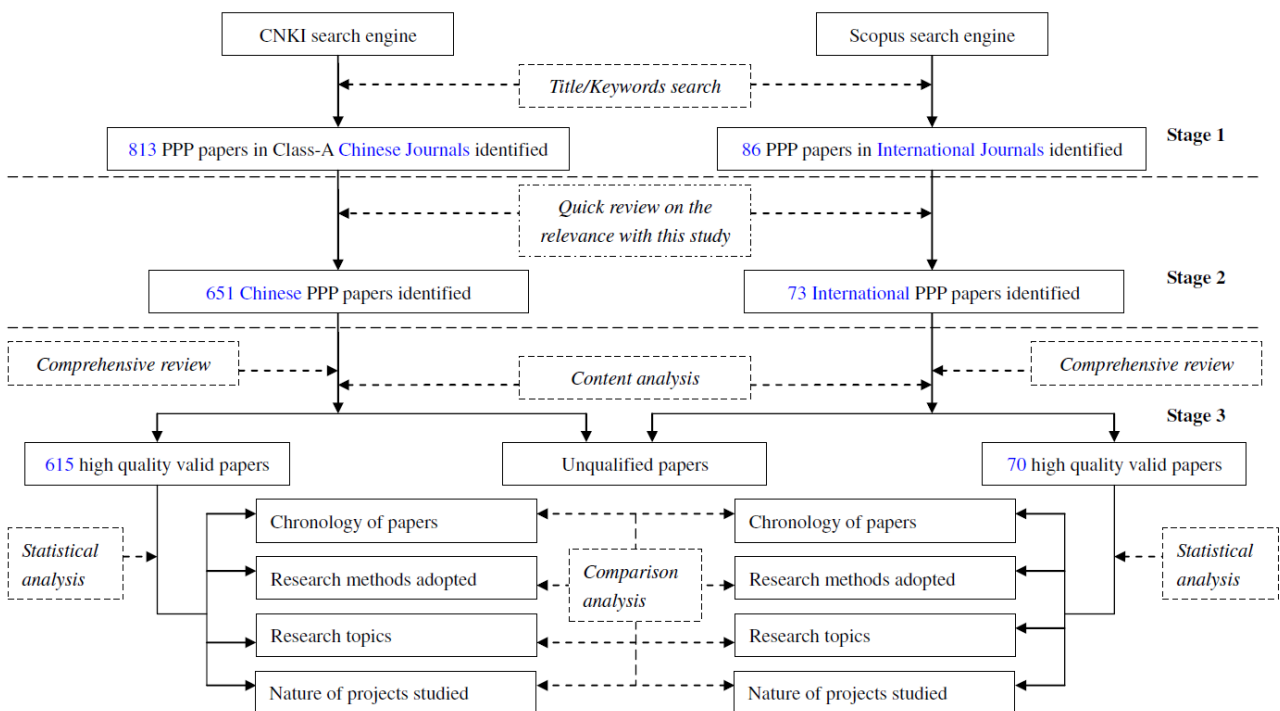 CNKI search engine
Scopus search engine
Title/Keywords search
813 PPP papers in Class-A Chinese Journals identified
86 PPP papers in International Journals identified
Stage 1
Quick review on the
relevance with this study
651 Chinese PPP papers identified
73 International PPP papers identified
Stage 2
Comprehensive review
Content analysis
Comprehensive review
Stage 3
615 high quality valid papers
Unqualified papers
70 high quality valid papers
Chronology of papers
Chronology of papers
Statistical
analysis
Research methods adopted
Comparison
analysis
Research methods adopted
Statistical
analysis
Research topics
Research topics
Nature of projects studied
Nature of projects studied